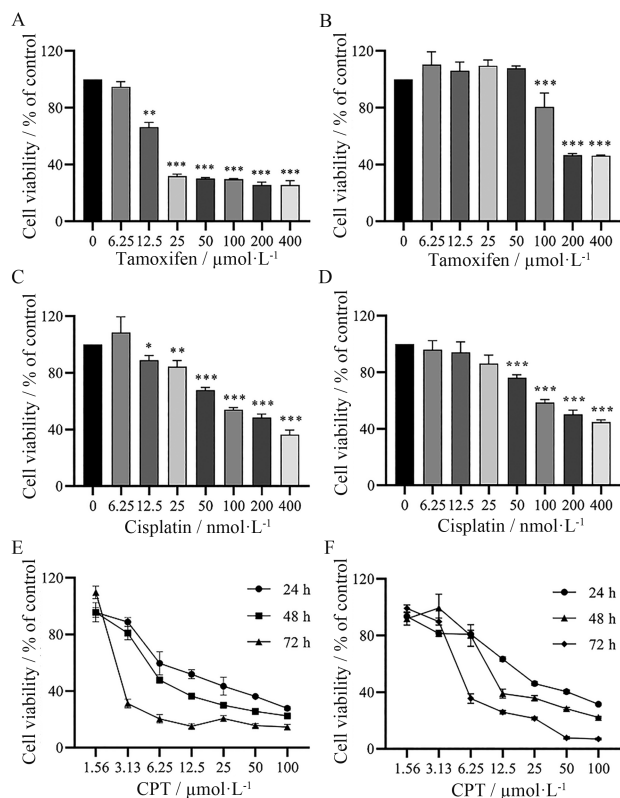 A
Cell viability / % of control
120
80
40
0
** *** *** *** *** ***
0 6.25 12.5 25 50 100 200 400
Tamoxifen / μmol·L⁻¹
B
Cell viability / % of control
120
80
40
0
*** *** ***
0 6.25 12.5 25 50 100 200 400
Tamoxifen / μmol·L⁻¹
C
Cell viability / % of control
120
80
40
0
* ** *** *** *** ***
0 6.25 12.5 25 50 100 200 400
Cisplatin / nmol·L⁻¹
D
Cell viability / % of control
120
80
40
0
*** *** *** ***
0 6.25 12.5 25 50 100 200 400
Cisplatin / nmol·L⁻¹
E
Cell viability / % of control
120
80
40
0
24 h
48 h
72 h
1.56 3.13 6.25 12.5 25 50 100
CPT / μmol·L⁻¹
F
Cell viability / % of control
120
80
40
0
24 h
48 h
72 h
1.56 3.13 6.25 12.5 25 50 100
CPT / μmol·L⁻¹